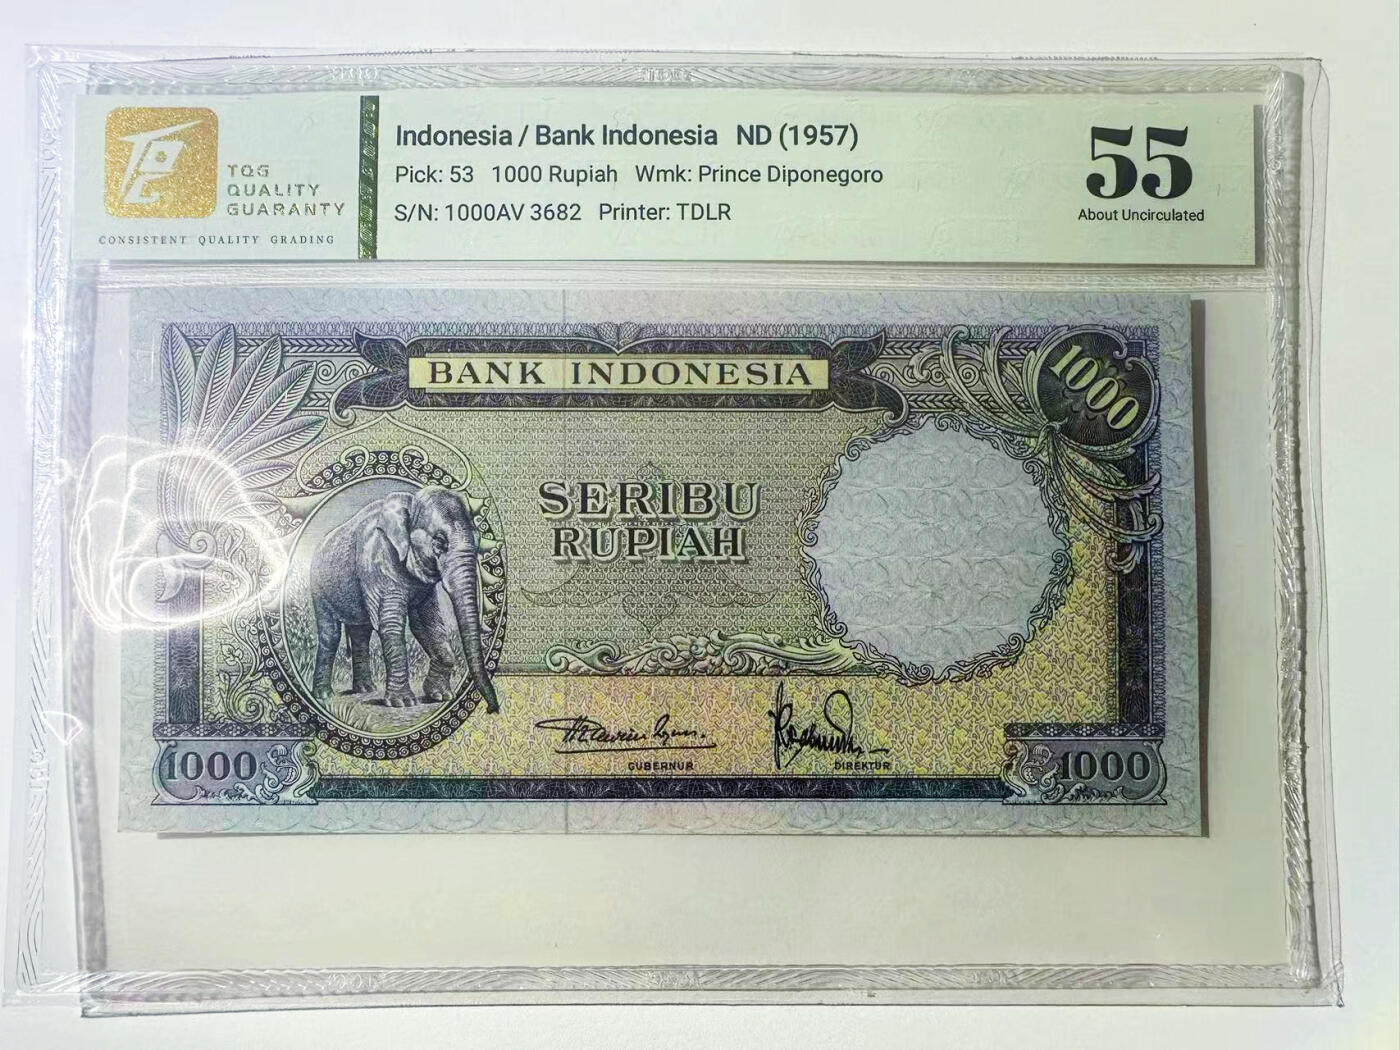 TQG
QUALITY
GUARANTY
CONSISTENT QUALITY GRADING
Indonesia / Bank Indonesia ND (1957)
Pick: 53 1000 Rupiah Wmk: Prince Diponegoro
S/N: 1000AV 3682 Printer: TDLR
55
About Uncirculated
BANK INDONESIA
1000
SERIBU
RUPIAH
GUBERNUR DIREKTUR
1000 1000